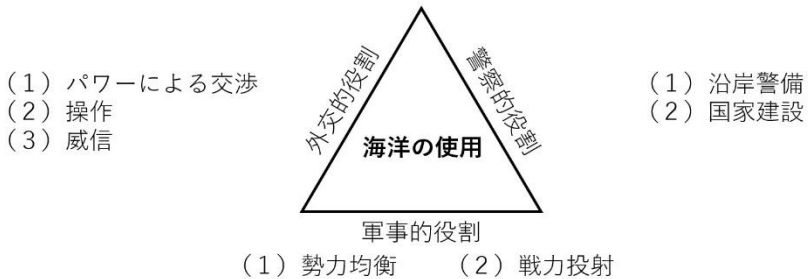 外交的役割
（1）パワーによる交渉
（2）操作
（3）威信
警察的役割
（1）沿岸警備
（2）国家建設
海洋の使用
軍事的役割
（1）勢力均衡　（2）戦力投射